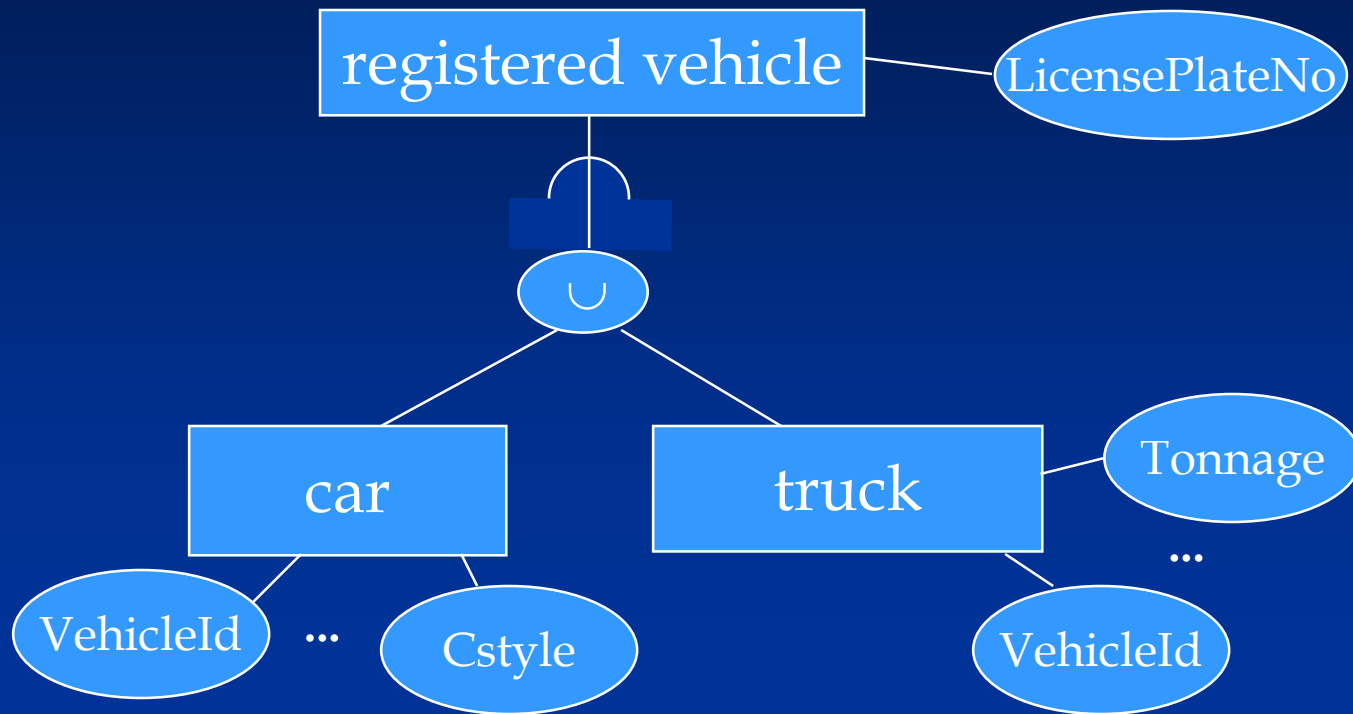 registered vehicle
LicensePlateNo
∪
car
truck
Tonnage
...
VehicleId
...
Cstyle
VehicleId